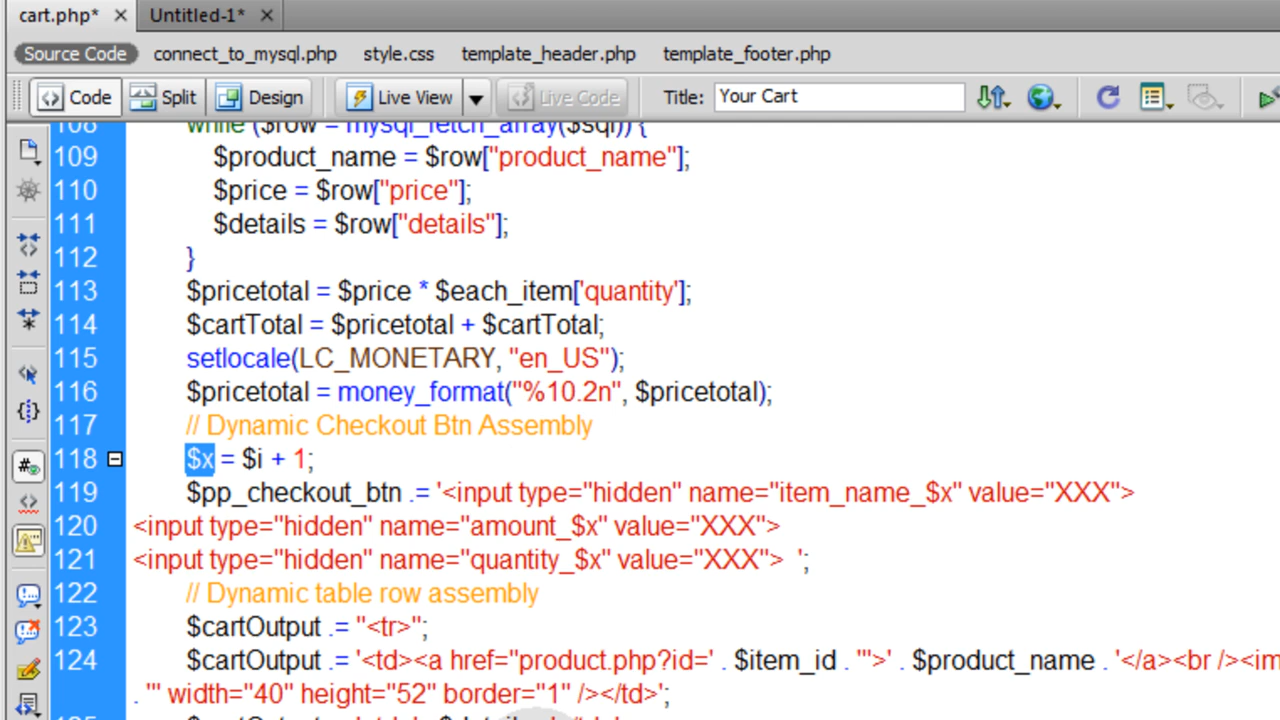 cart.php* × Untitled-1* ×
Source Code connect_to_mysql.php style.css template_header.php template_footer.php
Code Split Design Live View Live Code Title: Your Cart
108 while ($row = mysql_fetch_array($sql)) {
109 $product_name = $row["product_name"];
110 $price = $row["price"];
111 $details = $row["details"];
112 }
113 $pricetotal = $price * $each_item['quantity'];
114 $cartTotal = $pricetotal + $cartTotal;
115 setlocale(LC_MONETARY, "en_US");
116 $pricetotal = money_format("%10.2n", $pricetotal);
117 // Dynamic Checkout Btn Assembly
118 $x = $i + 1;
119 $pp_checkout_btn .= '<input type="hidden" name="item_name_$x" value="XXX">
120 <input type="hidden" name="amount_$x" value="XXX">
121 <input type="hidden" name="quantity_$x" value="XXX"> ';
122 // Dynamic table row assembly
123 $cartOutput .= "<tr>";
124 $cartOutput .= '<td><a href="product.php?id=' . $item_id . '">' . $product_name . '</a><br /><im
. '" width="40" height="52" border="1" /></td>';